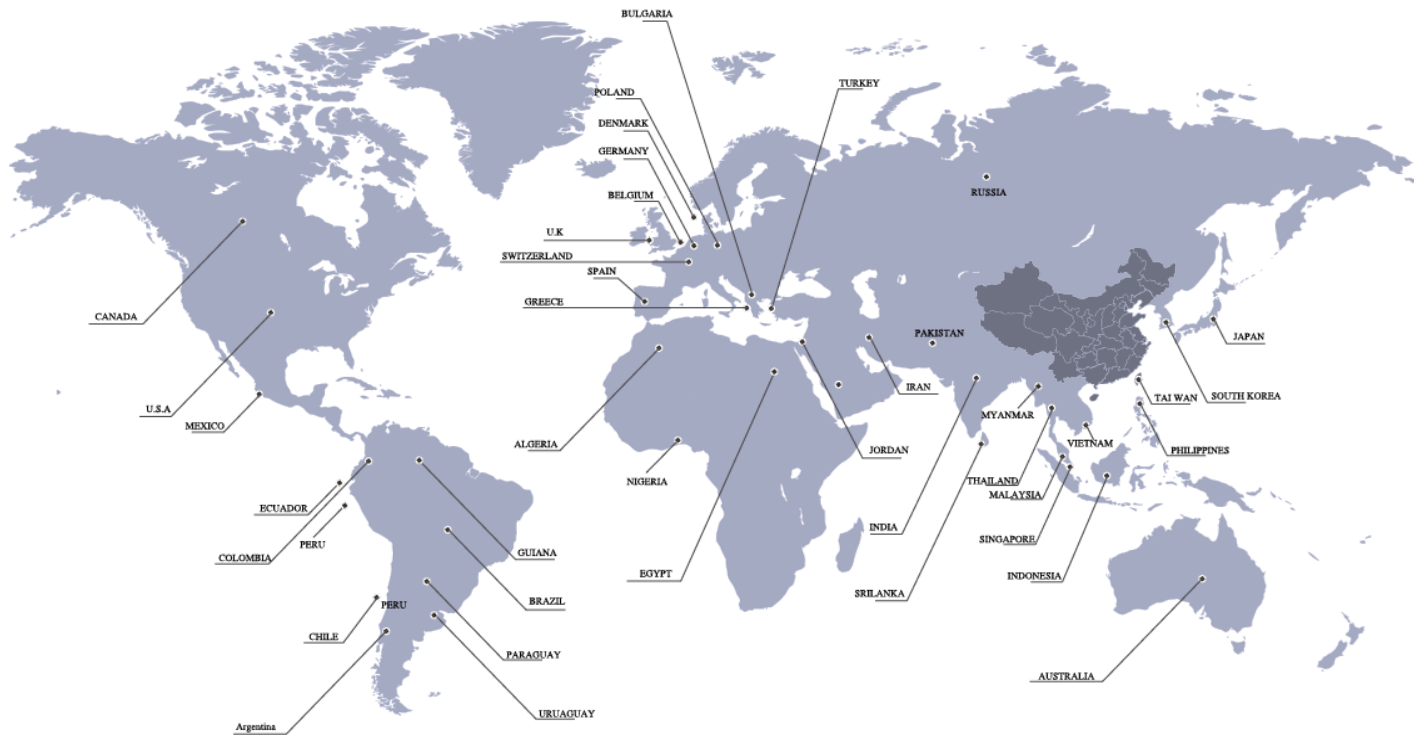 BULGARIA
TURKEY
POLAND
DENMARK
GERMANY
BELGIUM
RUSSIA
U.K
SWITZERLAND
SPAIN
GREECE
CANADA
PAKISTAN
JAPAN
IRAN
TAI WAN
SOUTH KOREA
U.S.A
MEXICO
MYANMAR
ALGERIA
JORDAN
VIETNAM
PHILIPPINES
NIGERIA
THAILAND
MALAYSIA
ECUADOR
INDIA
PERU
COLOMBIA
GUIANA
SINGAPORE
EGYPT
INDONESIA
SRILANKA
BRAZIL
PERU
CHILE
PARAGUAY
AUSTRALIA
URUAGUAY
Argentina